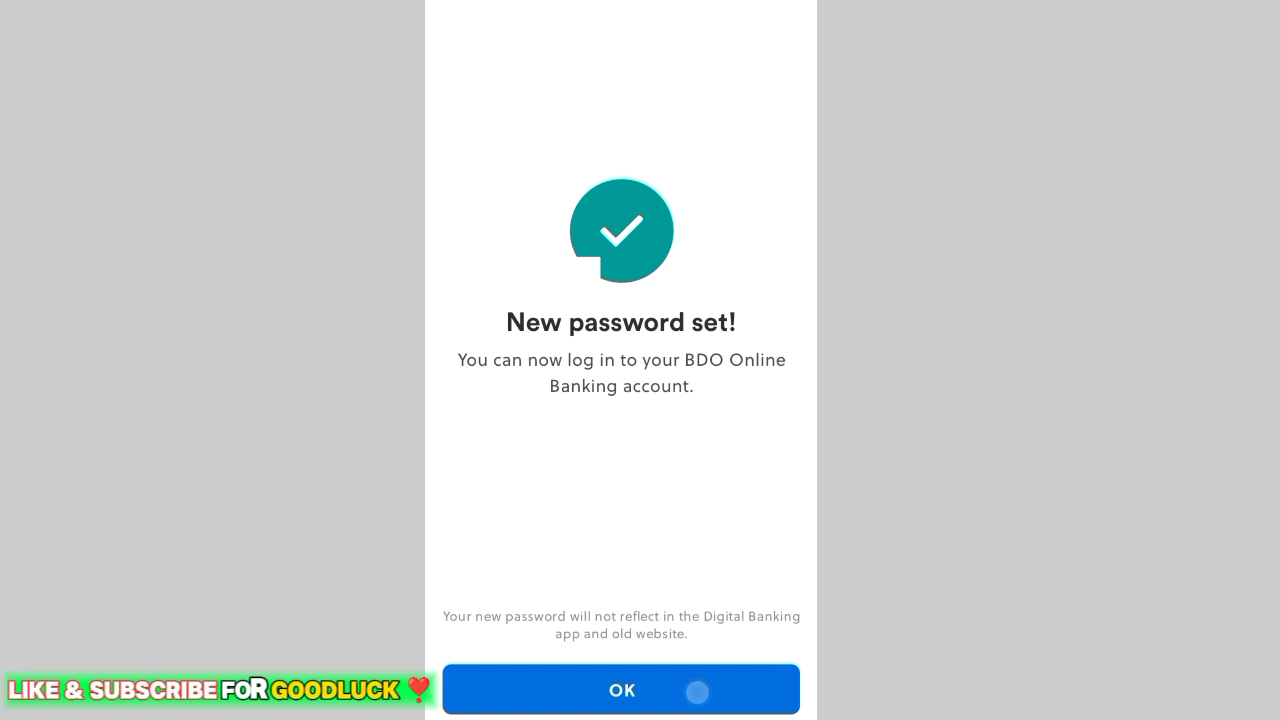 New password set!
You can now log in to your BDO Online
Banking account.
Your new password will not reflect in the Digital Banking
app and old website.
OK
LIKE & SUBSCRIBE FOR GOODLUCK ❣️